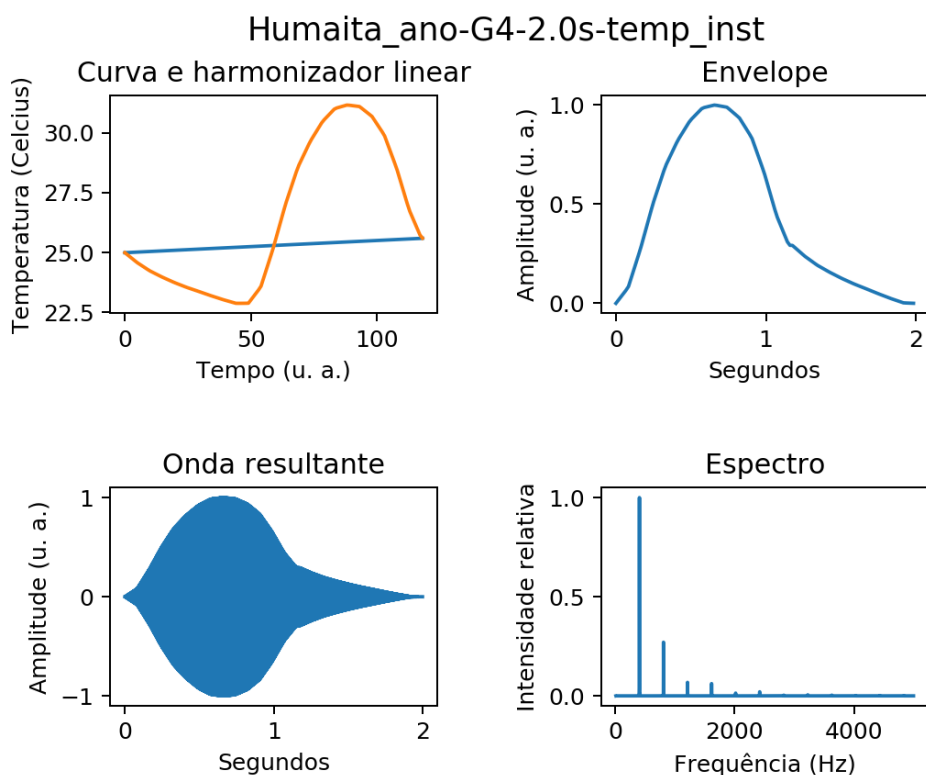 Humaita_ano-G4-2.0s-temp_inst
Curva e harmonizador linear
Temperatura (Celcius)
30.0
27.5
25.0
22.5
0
50
100
Tempo (u. a.)
Envelope
Amplitude (u. a.)
1.0
0.5
0.0
0
1
2
Segundos
Onda resultante
Amplitude (u. a.)
1
0
−1
0
1
2
Segundos
Espectro
Intensidade relativa
1.0
0.5
0.0
0
2000
4000
Frequência (Hz)